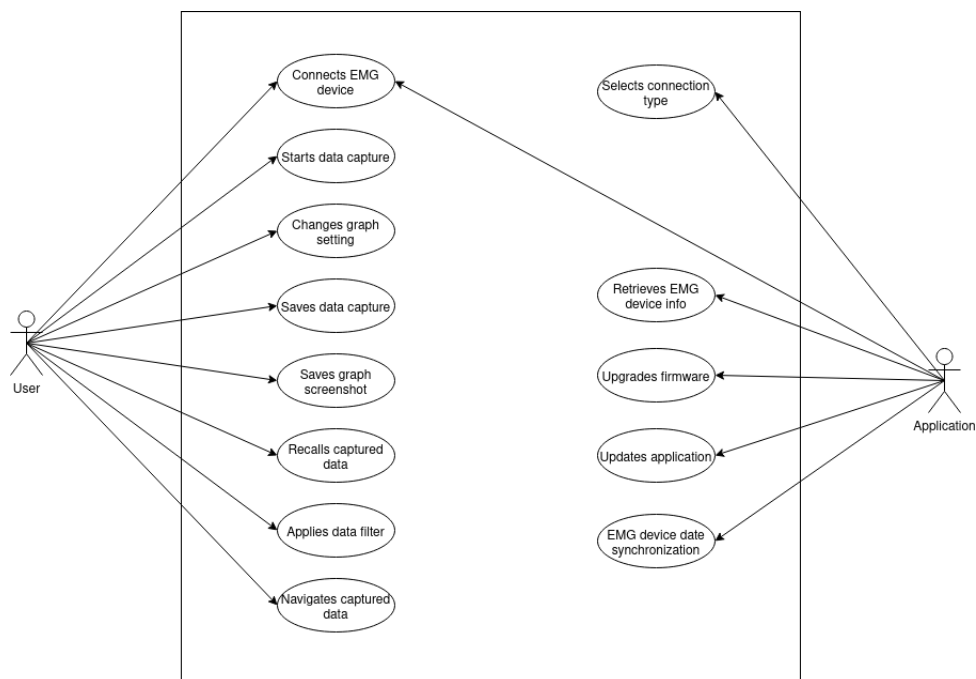 Connects EMG
device
Starts data capture
Changes graph
setting
Saves data capture
Saves graph
screenshot
Recalls captured
data
Applies data filter
Navigates captured
data
User
Selects connection
type
Retrieves EMG
device info
Upgrades firmware
Updates application
EMG device date
synchronization
Application